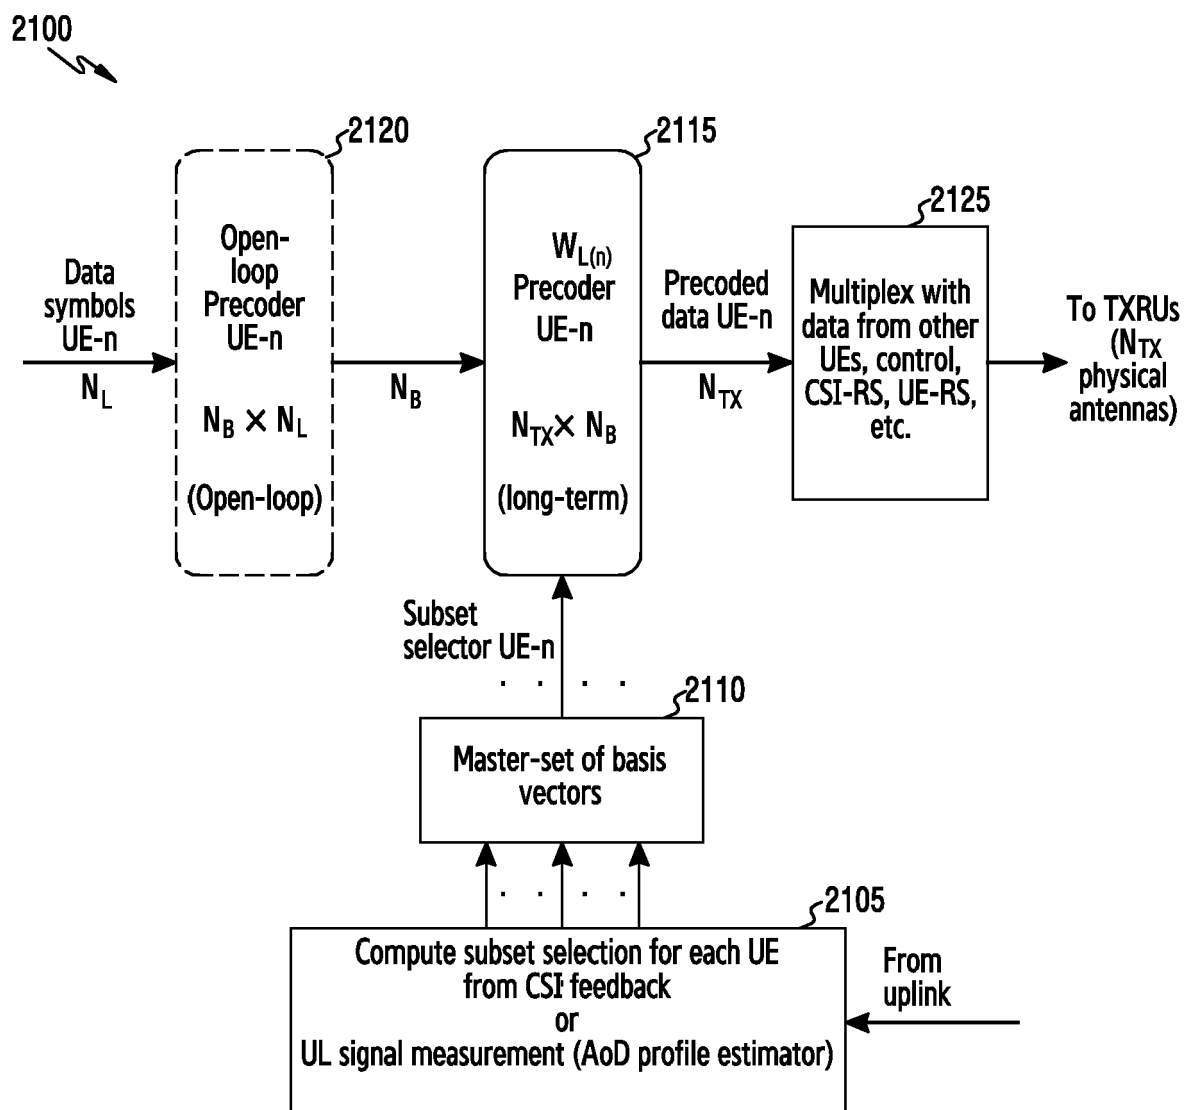 2100
2120
2115
2125
Data
symbols
UE-n
N_L
Open-
loop
Precoder
UE-n
N_B × N_L
(Open-loop)
N_B
W_L(n)
Precoder
UE-n
N_TX × N_B
(long-term)
Precoded
data UE-n
N_TX
Multiplex with
data from other
UEs, control,
CSI-RS, UE-RS,
etc.
To TXRUs
(N_TX
physical
antennas)
Subset
selector UE-n
2110
Master-set of basis
vectors
2105
Compute subset selection for each UE
from CSI feedback
or
UL signal measurement (AoD profile estimator)
From
uplink